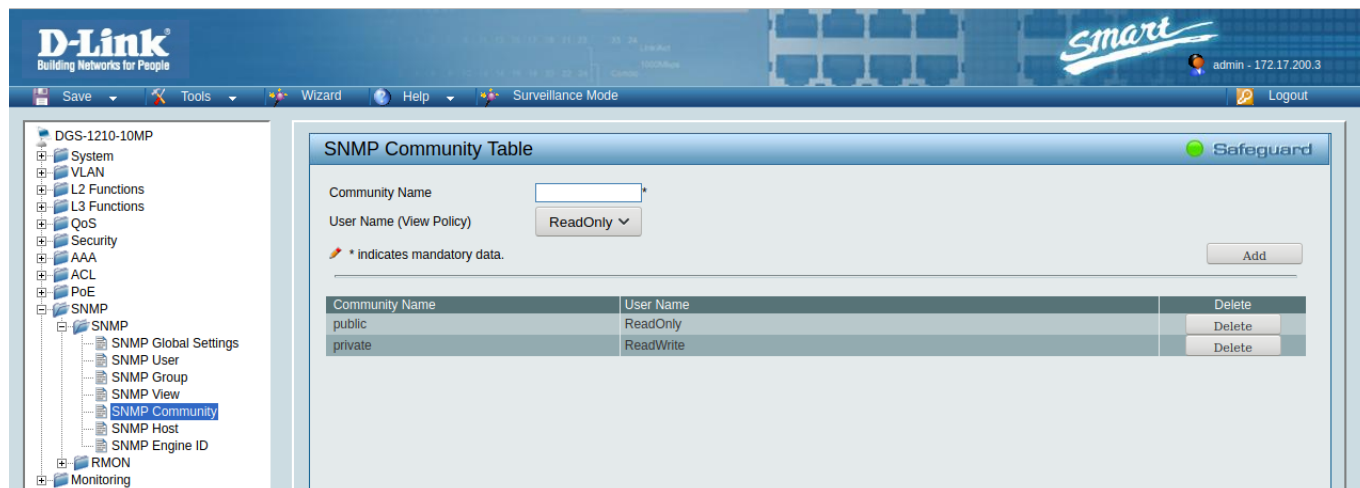 D-Link
Building Networks for People
smart
admin - 172.17.200.3
Save Tools Wizard Help Surveillance Mode Logout
DGS-1210-10MP
System
VLAN
L2 Functions
L3 Functions
QoS
Security
AAA
ACL
PoE
SNMP
SNMP
SNMP Global Settings
SNMP User
SNMP Group
SNMP View
SNMP Community
SNMP Host
SNMP Engine ID
RMON
Monitoring
SNMP Community Table Safeguard
Community Name *
User Name (View Policy) ReadOnly
* indicates mandatory data. Add
Community Name User Name Delete
public ReadOnly Delete
private ReadWrite Delete